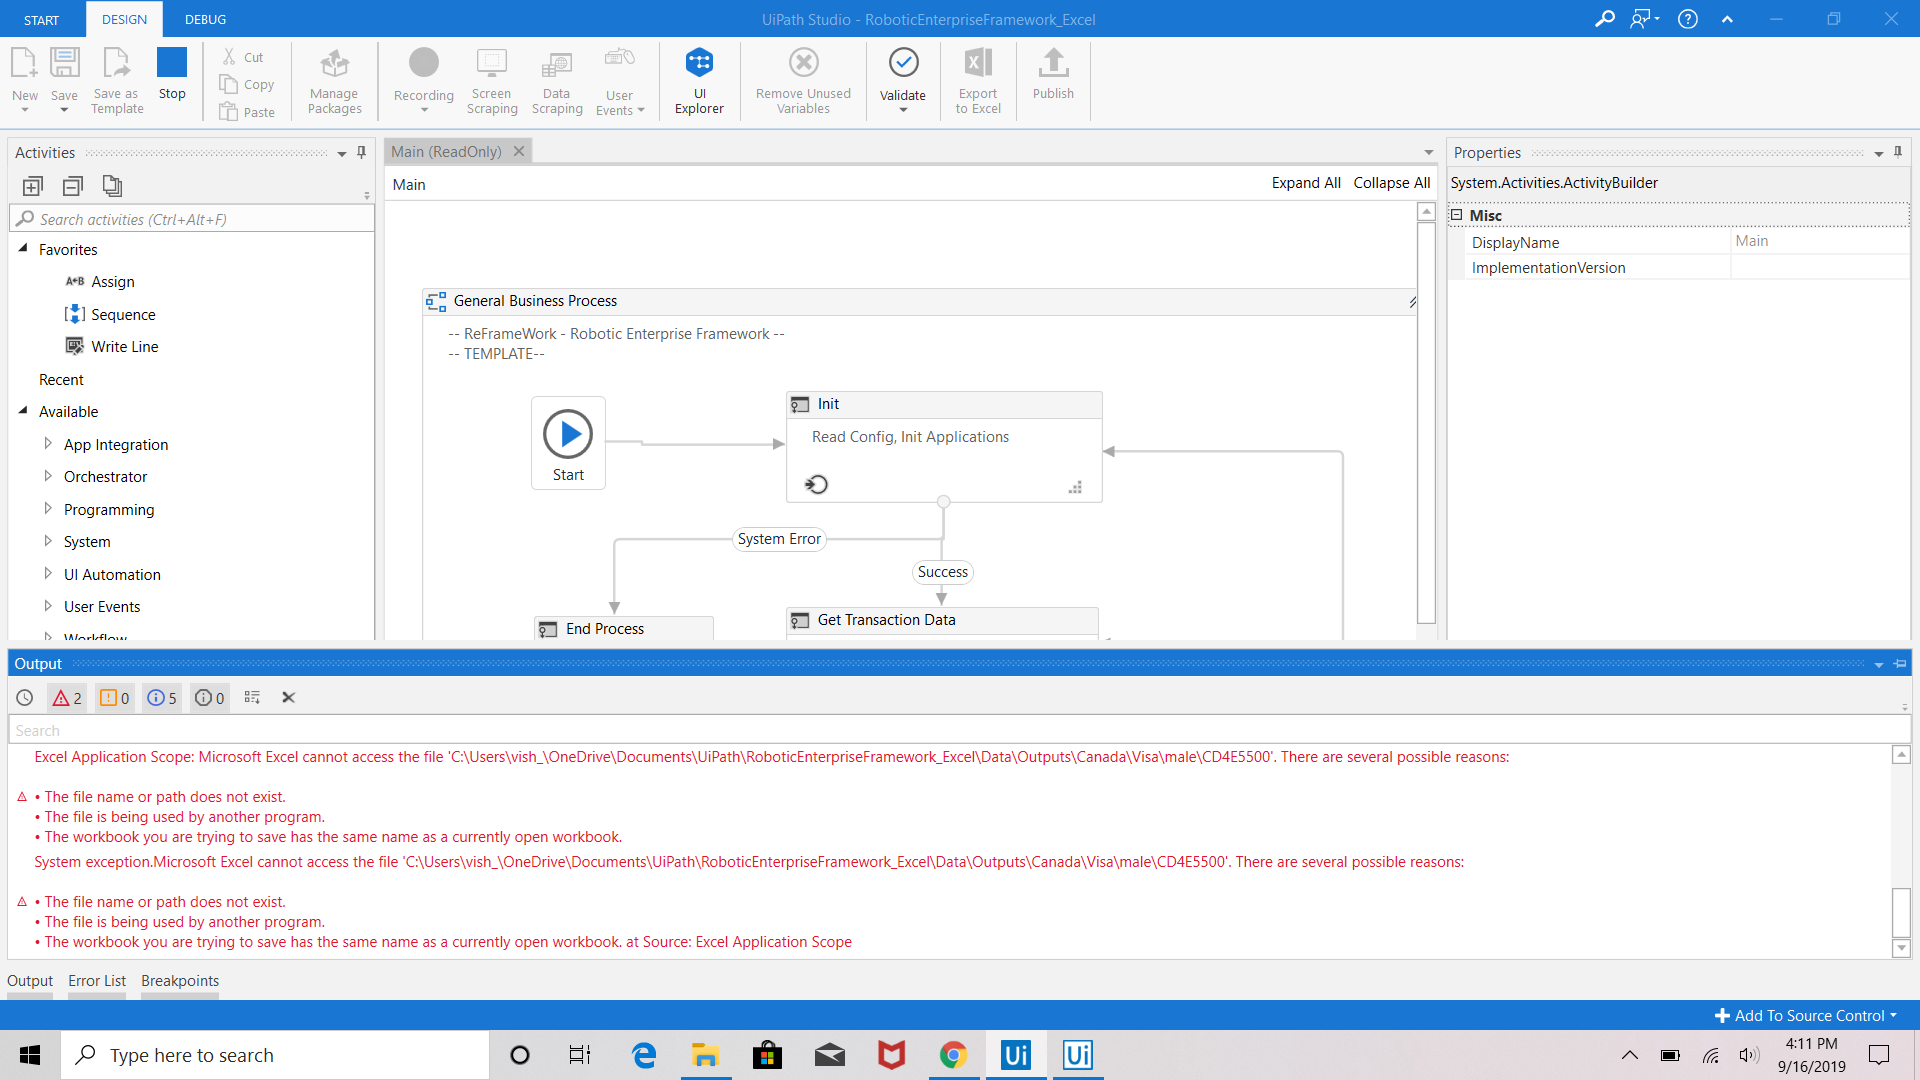 START
DESIGN
DEBUG
UiPath Studio - RoboticEnterpriseFramework_Excel
New
Save
Save as
Template
Stop
Cut
Copy
Paste
Manage
Packages
Recording
Screen
Scraping
Data
Scraping
User
Events
UI
Explorer
Remove Unused
Variables
Validate
Export
to Excel
Publish
Activities
Search activities (Ctrl+Alt+F)
Favorites
Assign
Sequence
Write Line
Recent
Available
App Integration
Orchestrator
Programming
System
UI Automation
User Events
Workflow
Main (ReadOnly)
Main
Expand All
Collapse All
General Business Process
-- ReFrameWork - Robotic Enterprise Framework --
-- TEMPLATE--
Start
Init
Read Config, Init Applications
System Error
Success
End Process
Get Transaction Data
Properties
System.Activities.ActivityBuilder
Misc
DisplayName
Main
ImplementationVersion
Output
2
0
5
0
Search
Excel Application Scope: Microsoft Excel cannot access the file 'C:\Users\vish_\OneDrive\Documents\UiPath\RoboticEnterpriseFramework_Excel\Data\Outputs\Canada\Visa\male\CD4E5500'. There are several possible reasons:
• The file name or path does not exist.
• The file is being used by another program.
• The workbook you are trying to save has the same name as a currently open workbook.
System exception.Microsoft Excel cannot access the file 'C:\Users\vish_\OneDrive\Documents\UiPath\RoboticEnterpriseFramework_Excel\Data\Outputs\Canada\Visa\male\CD4E5500'. There are several possible reasons:
• The file name or path does not exist.
• The file is being used by another program.
• The workbook you are trying to save has the same name as a currently open workbook. at Source: Excel Application Scope
Output
Error List
Breakpoints
Add To Source Control
Type here to search
Ui
Ui
4:11 PM
9/16/2019